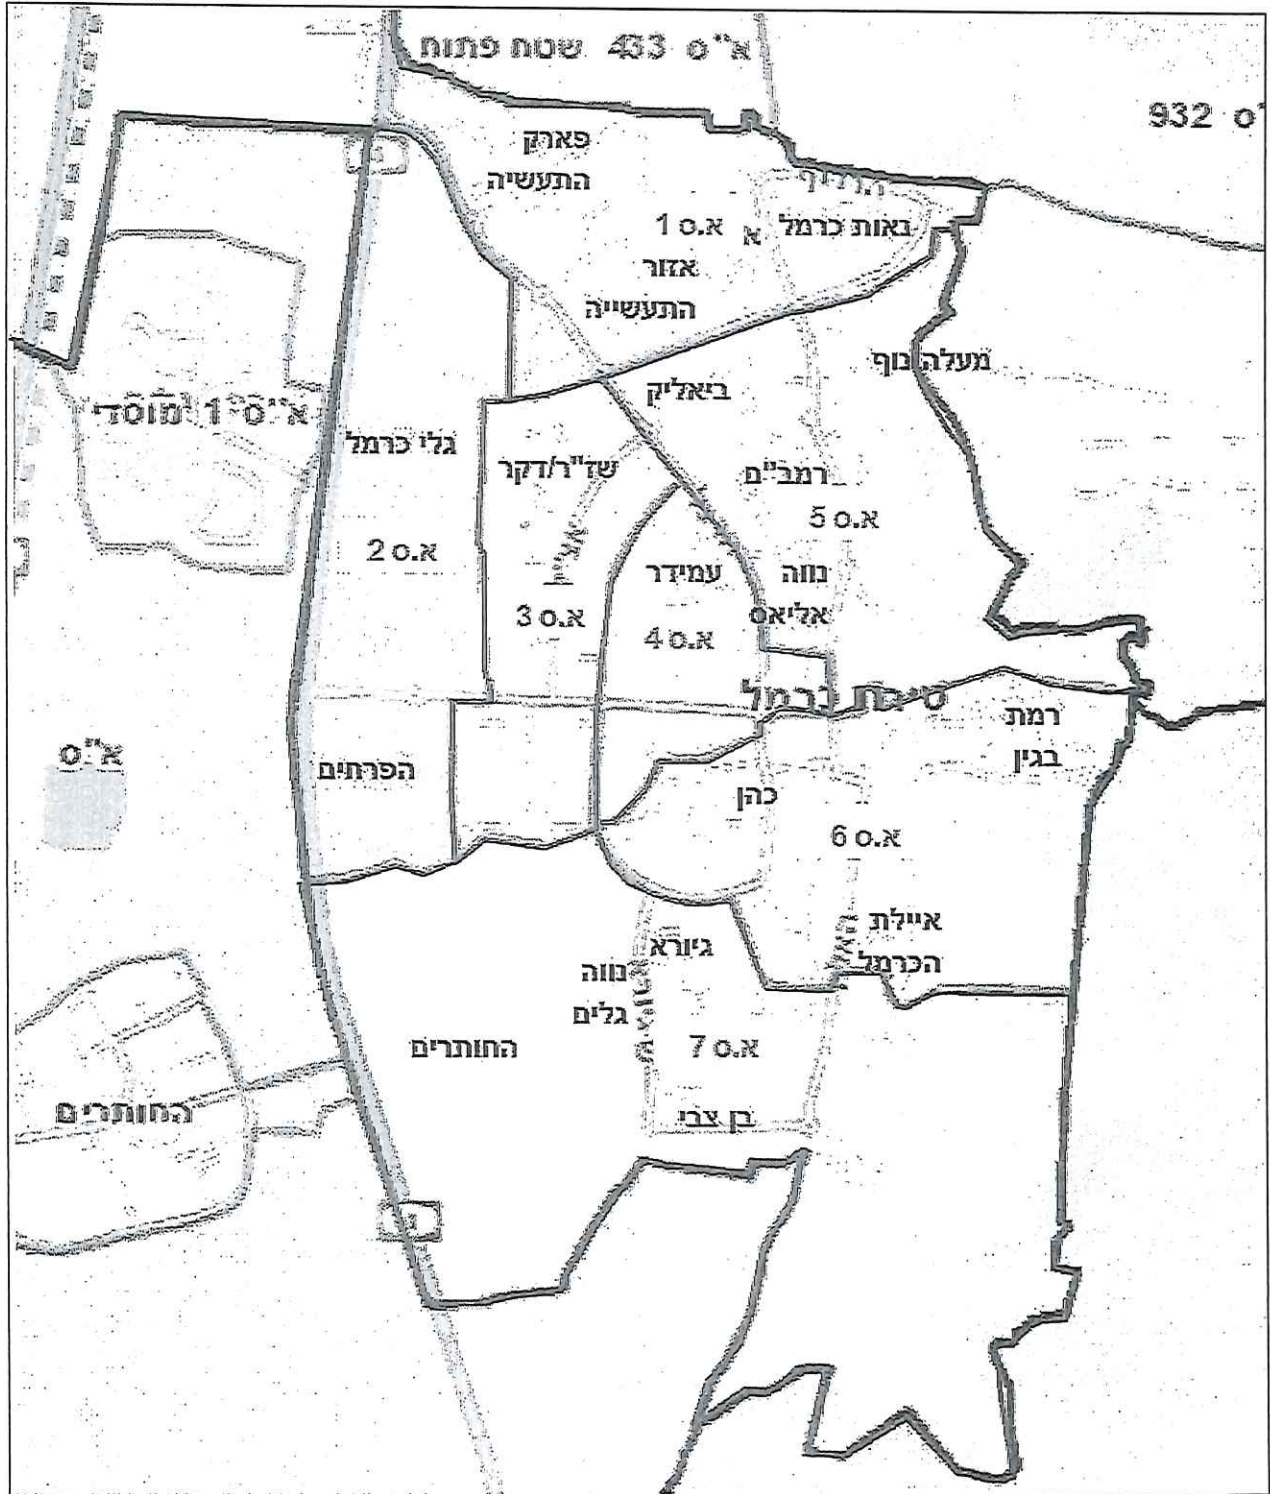 א"ס 433 שטח פתוח
ס 932
פארק
התעשיה
נאות כרמל
א.ס 1
א
אזור
התעשייה
מעלה נוף
ביאליק
א"ס 1 מוסדי
גלי כרמל
שז"ר/דקר
רמב"ם
א.ס 5
א.ס 2
עמידר
נווה
אליאס
א.ס 3
א.ס 4
טירת כרמל
רמת
בגין
א"ס
הפרחים
כהן
א.ס 6
איילת
הכרמל
גיורא
נווה
גלים
החותרים
א.ס 7
החותרים
בן צבי